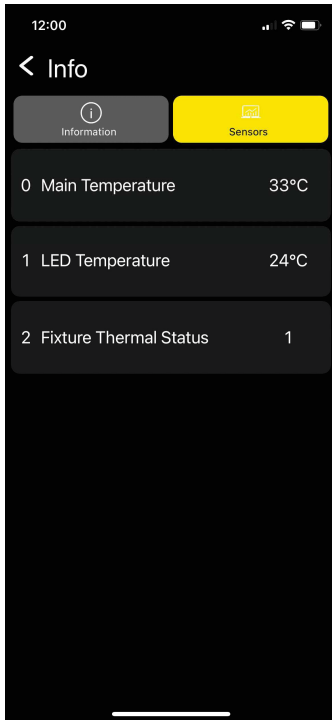 12:00
Info
Information
Sensors
0 Main Temperature 33°C
1 LED Temperature 24°C
2 Fixture Thermal Status 1